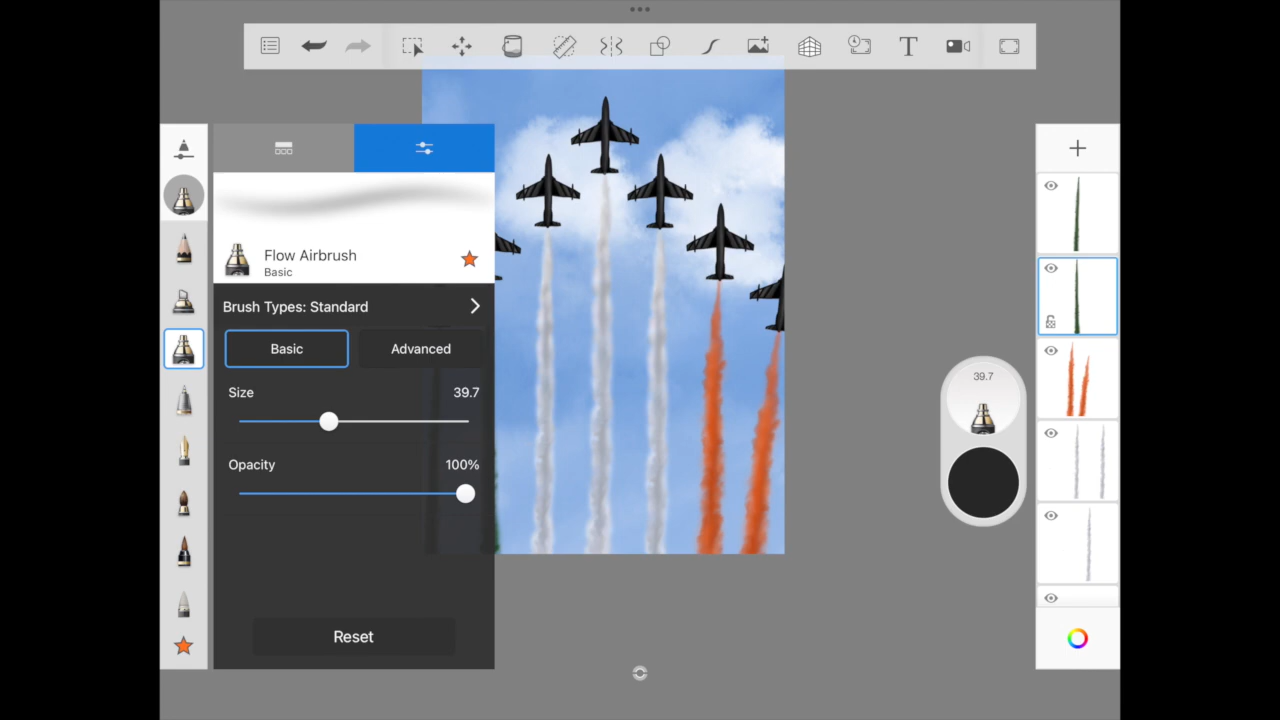 T
Flow Airbrush
Basic
Brush Types: Standard
Basic
Advanced
Size
39.7
Opacity
100%
Reset
39.7